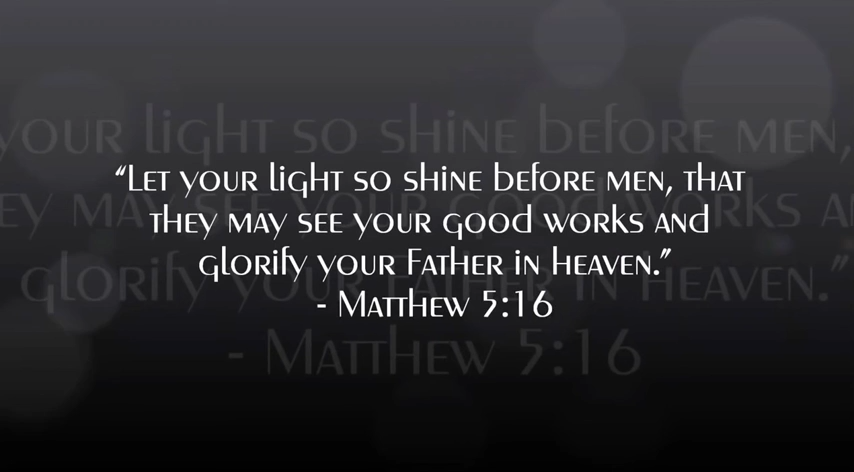 “Let your light so shine before men, that
they may see your good works and
glorify your Father in heaven.”
- Matthew 5:16